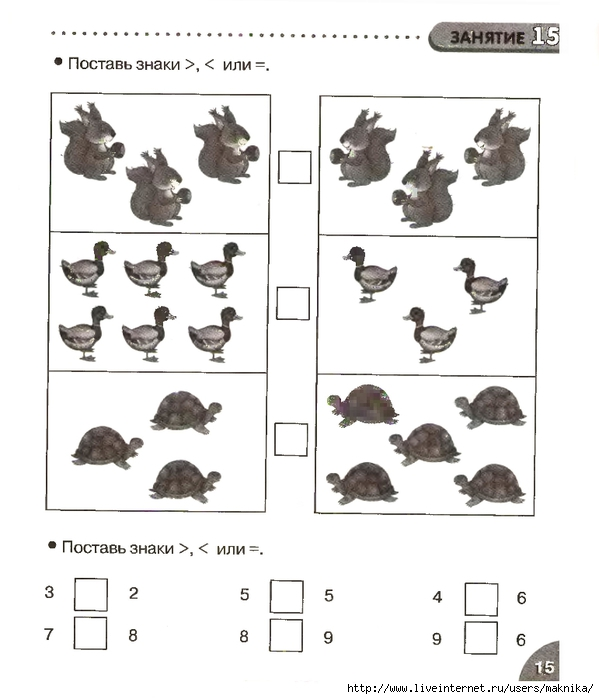 ЗАНЯТИЕ 15
• Поставь знаки >, < или =.
• Поставь знаки >, < или =.
3 2 5 5 4 6
7 8 8 9 9 6
15
http://www.liveinternet.ru/users/maknika/